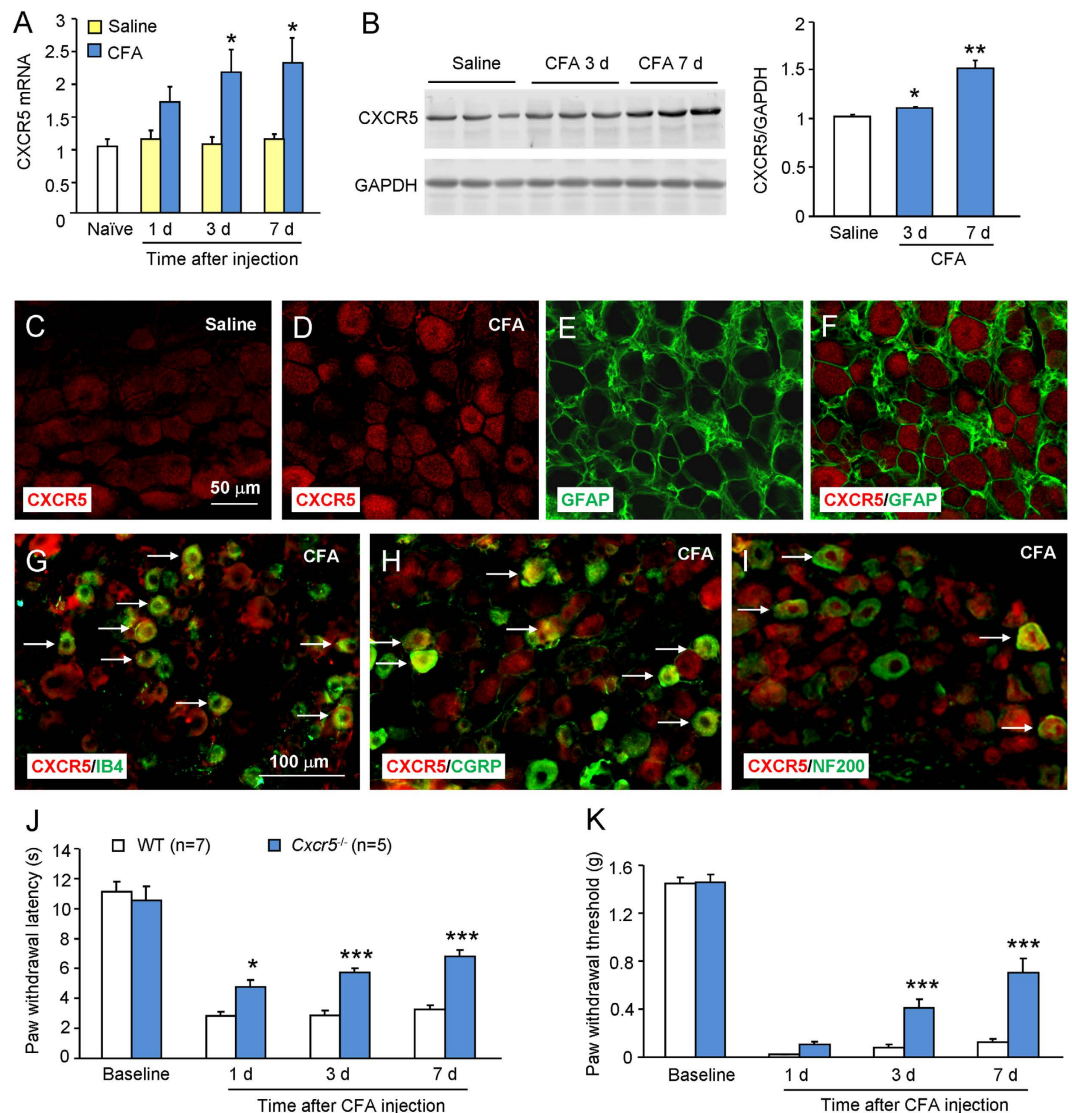 A
Saline
CFA
CXCR5 mRNA
3
2.5
2
1.5
1
0.5
0
* *
Naïve 1 d 3 d 7 d
Time after injection
B
Saline CFA 3 d CFA 7 d
CXCR5
GAPDH
CXCR5/GAPDH
2
1.5
1
0.5
0
* **
Saline 3 d 7 d
CFA
C Saline
CXCR5
50 μm
D CFA
CXCR5
E
GFAP
F
CXCR5/GFAP
G CFA
CXCR5/IB4
100 μm
H CFA
CXCR5/CGRP
I CFA
CXCR5/NF200
J
WT (n=7) Cxcr5-/- (n=5)
Paw withdrawal latency (s)
14
12
10
8
6
4
2
0
* *** ***
Baseline 1 d 3 d 7 d
Time after CFA injection
K
Paw withdrawal threshold (g)
1.6
1.2
0.8
0.4
0
*** ***
Baseline 1 d 3 d 7 d
Time after CFA injection